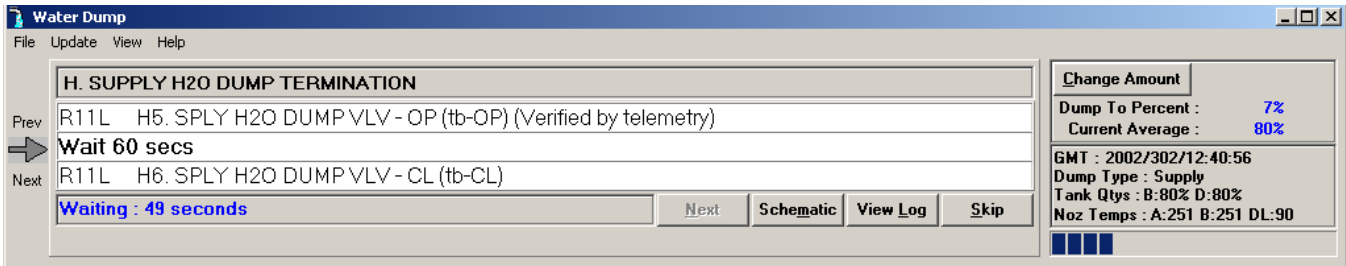 Water Dump
File Update View Help
H. SUPPLY H2O DUMP TERMINATION
Prev
R11L H5. SPLY H2O DUMP VLV - OP (tb-OP) (Verified by telemetry)
Wait 60 secs
Next
R11L H6. SPLY H2O DUMP VLV - CL (tb-CL)
Waiting : 49 seconds
Next Schematic View Log Skip
Change Amount
Dump To Percent : 7%
Current Average : 80%
GMT : 2002/302/12:40:56
Dump Type : Supply
Tank Qtys : B:80% D:80%
Noz Temps : A:251 B:251 DL:90